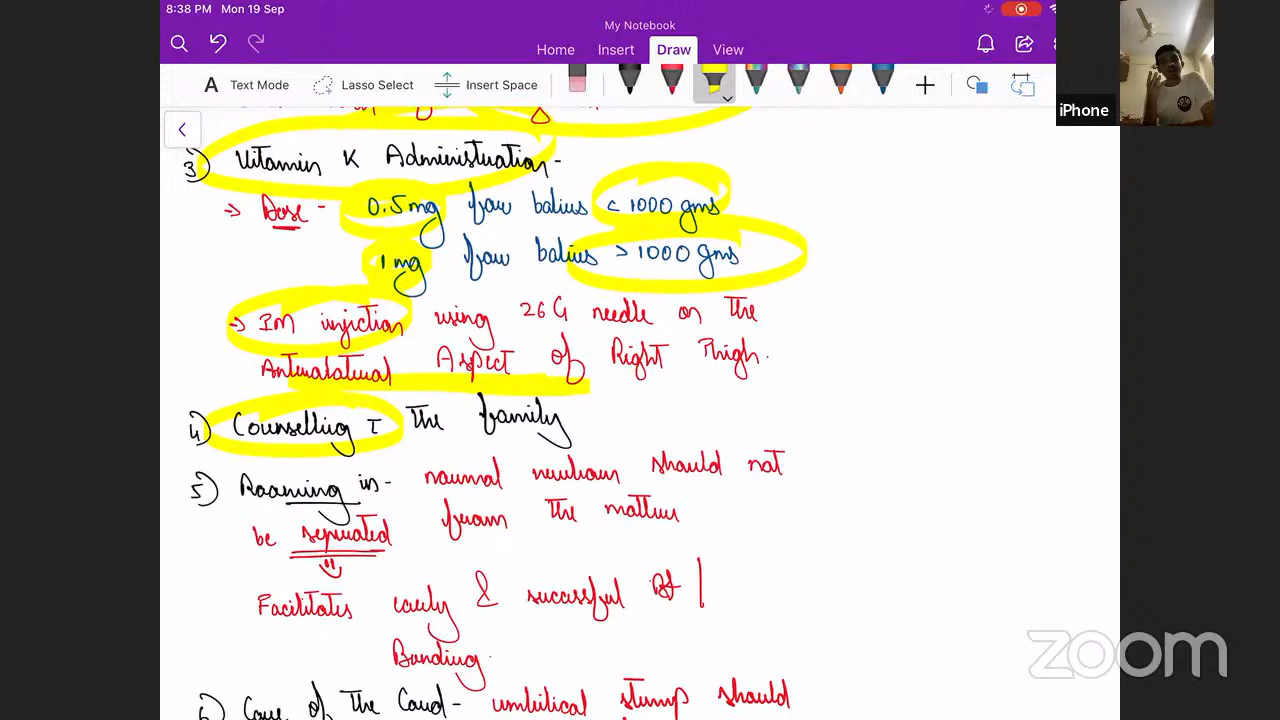 8:38 PM Mon 19 Sep
My Notebook
Home Insert Draw View
A Text Mode Lasso Select Insert Space
iPhone
3) Vitamin K Administration -
→ Dose - 0.5mg for babies < 1000 gms
1 mg for babies > 1000 gms
→ IM injection using 26G needle on the
Anterolateral Aspect of Right Thigh.
4) Counselling the family
5) Rooming in - normal newborn should not
be separated from the mother
Facilitates early & successful Bf |
Bonding.
Care of the Cord - umbilical stump should
zoom